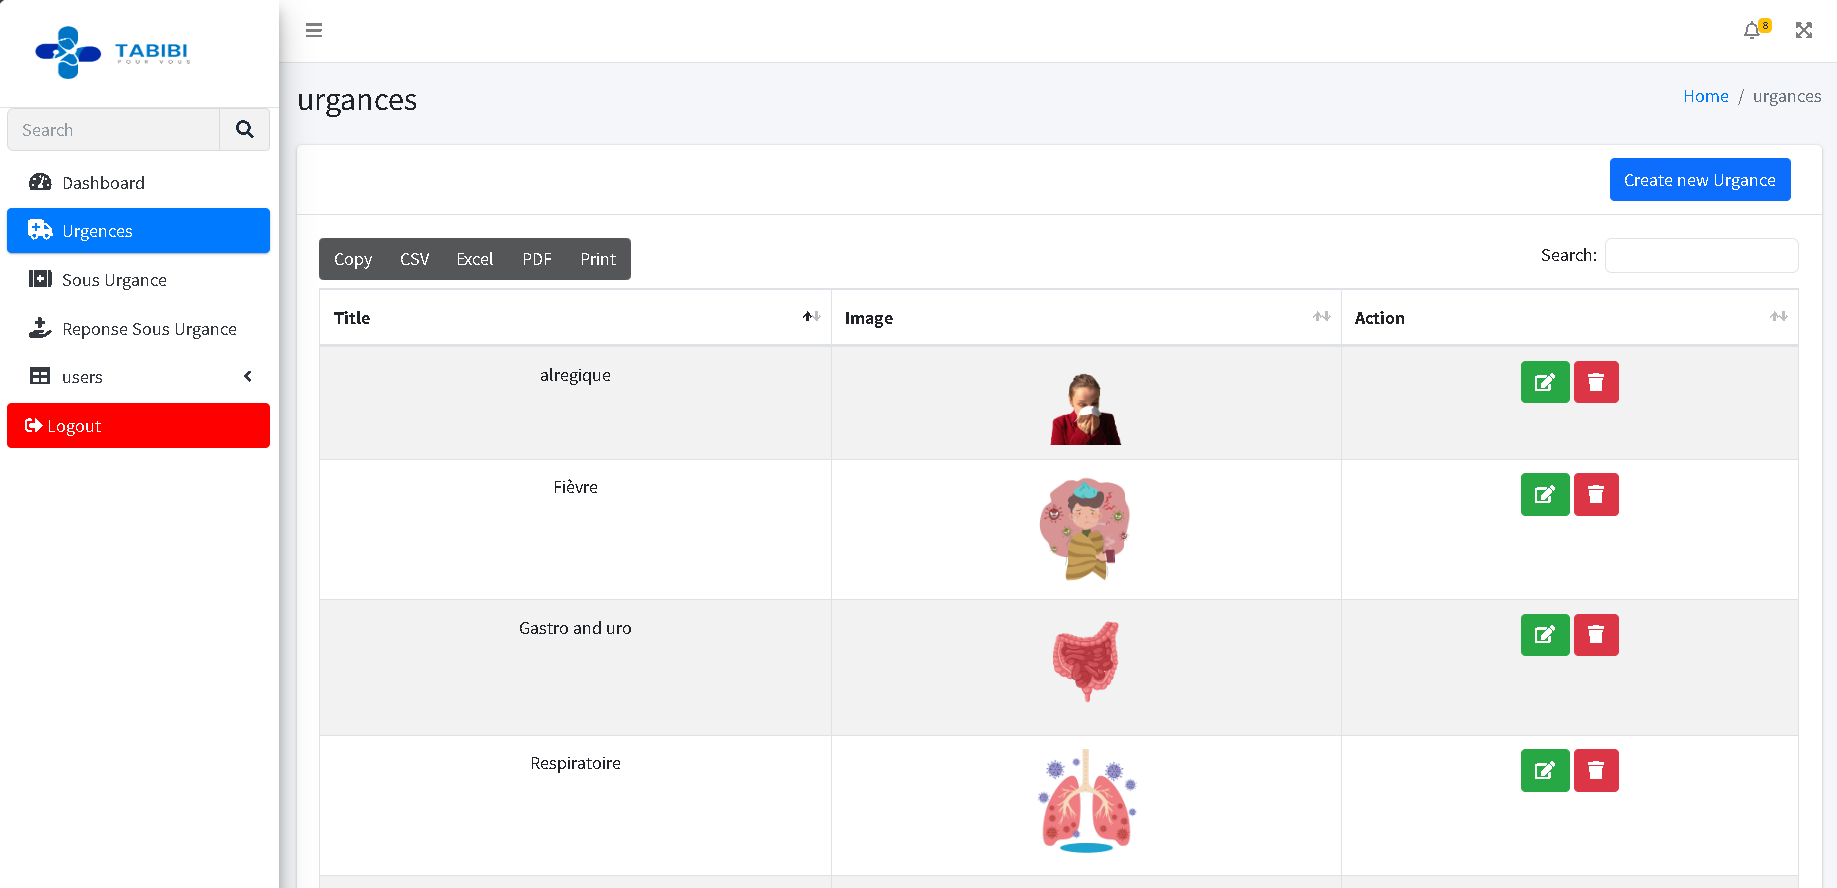 TABIBI
POUR VOUS
8
Search
Dashboard
Urgences
Sous Urgance
Reponse Sous Urgance
users
Logout
urgances
Home / urgances
Create new Urgance
Copy CSV Excel PDF Print
Search:
Title Image Action
alregique
Fièvre
Gastro and uro
Respiratoire